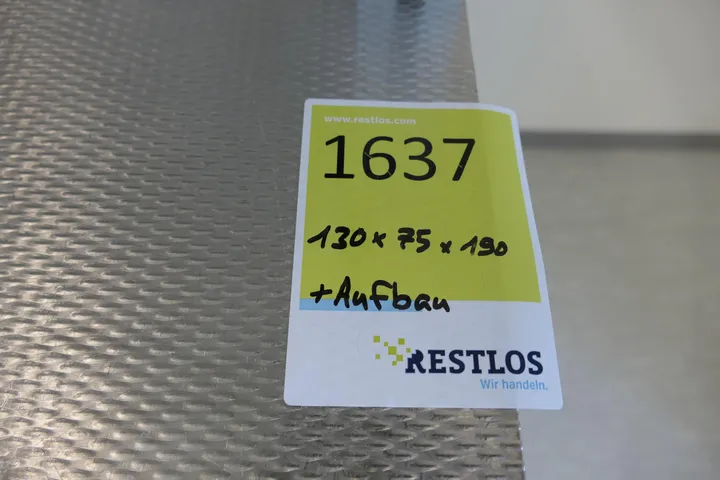 www.restlos.com
1637
130 x 75 x 190
+ Aufbau
RESTLOS
Wir handeln.